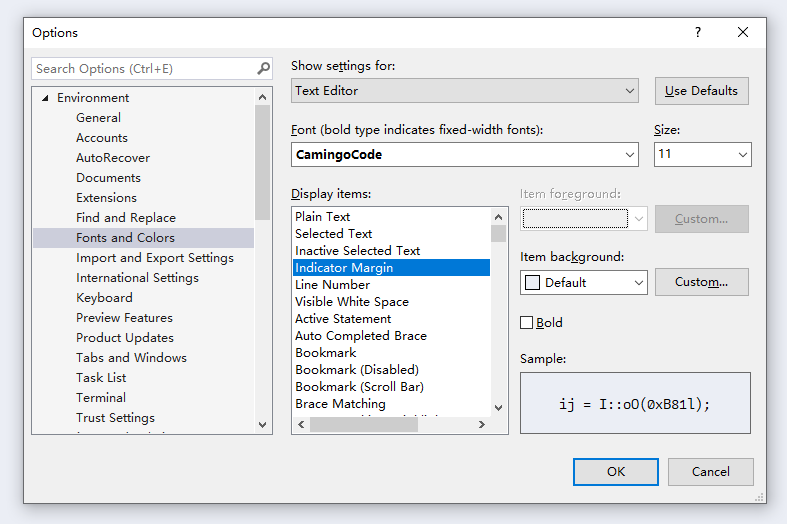 Options
?
Search Options (Ctrl+E)
Environment
General
Accounts
AutoRecover
Documents
Extensions
Find and Replace
Fonts and Colors
Import and Export Settings
International Settings
Keyboard
Preview Features
Product Updates
Tabs and Windows
Task List
Terminal
Trust Settings
Show settings for:
Text Editor
Use Defaults
Font (bold type indicates fixed-width fonts):
Size:
CamingoCode
11
Display items:
Plain Text
Selected Text
Inactive Selected Text
Indicator Margin
Line Number
Visible White Space
Active Statement
Auto Completed Brace
Bookmark
Bookmark (Disabled)
Bookmark (Scroll Bar)
Brace Matching
Item foreground:
Custom...
Item background:
Default
Custom...
Bold
Sample:
ij = I::oO(0xB81l);
OK
Cancel